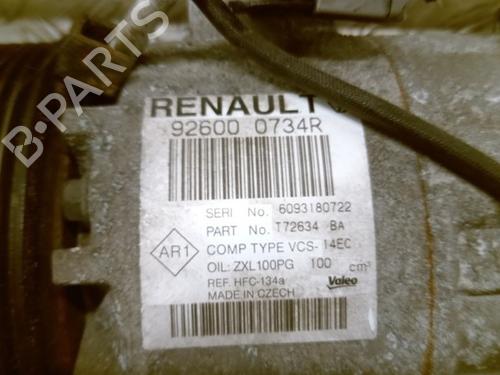 B-PARTS
RENAULT
92600 0734R
SERI No. 6093180722
PART No. T72634 BA
AR1
COMP TYPE VCS-14EC
OIL: ZXL100PG 100 cm³
REF. HFC-134a
MADE IN CZECH
Valeo